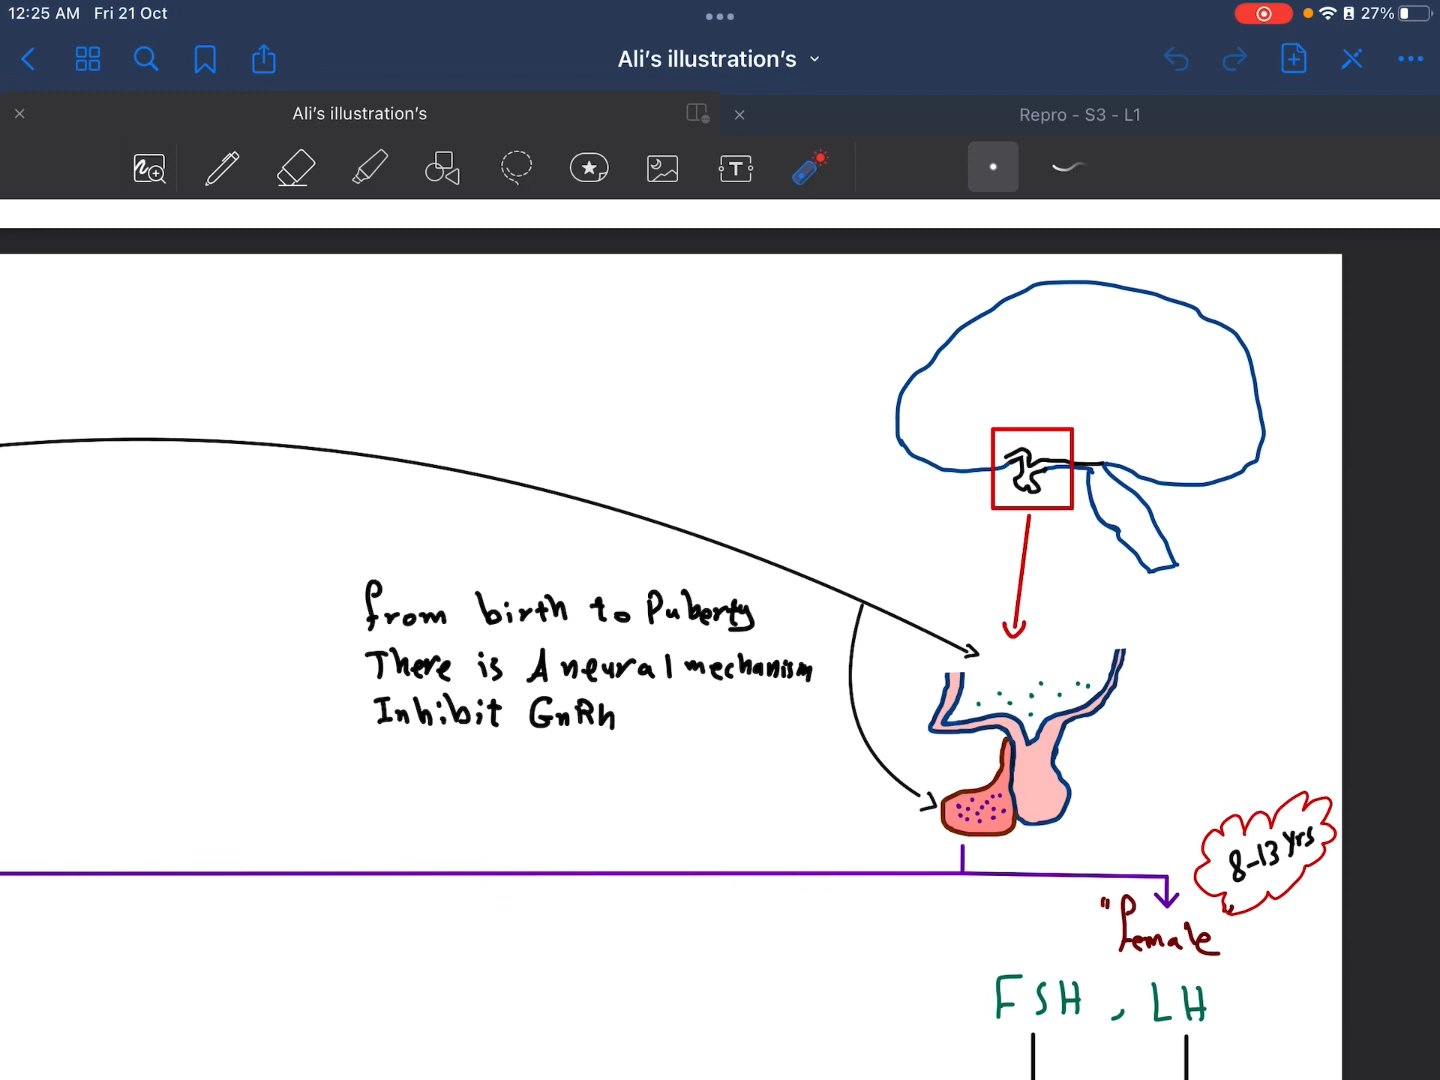 12:25 AM Fri 21 Oct
27%
Ali's illustration's
Ali's illustration's
Repro - S3 - L1
T
from birth to Puberty
There is A neural mechanism
Inhibit GnRh
8-13 yrs
"female
FSH , LH